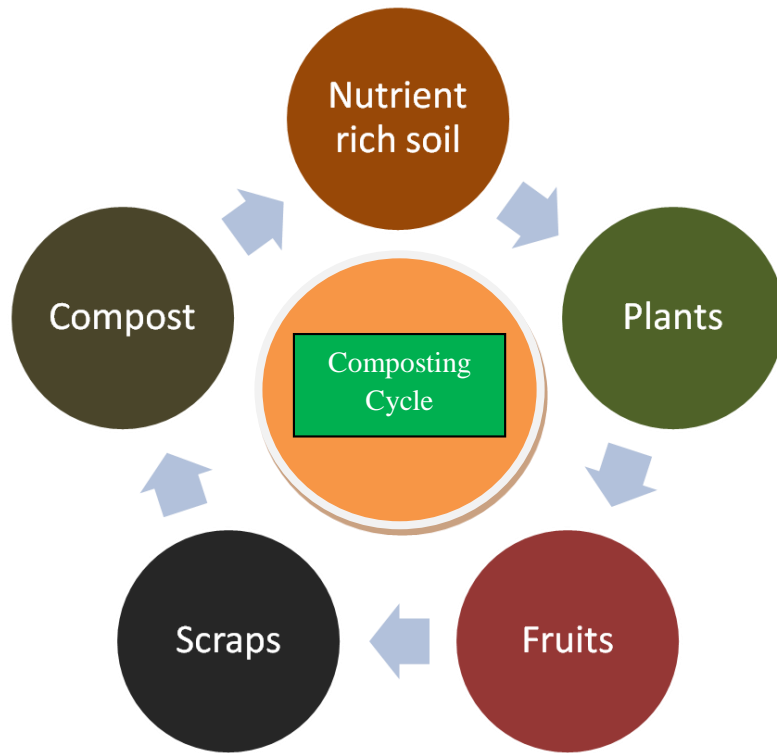 Nutrient
rich soil
Compost
Plants
Composting
Cycle
Scraps
Fruits